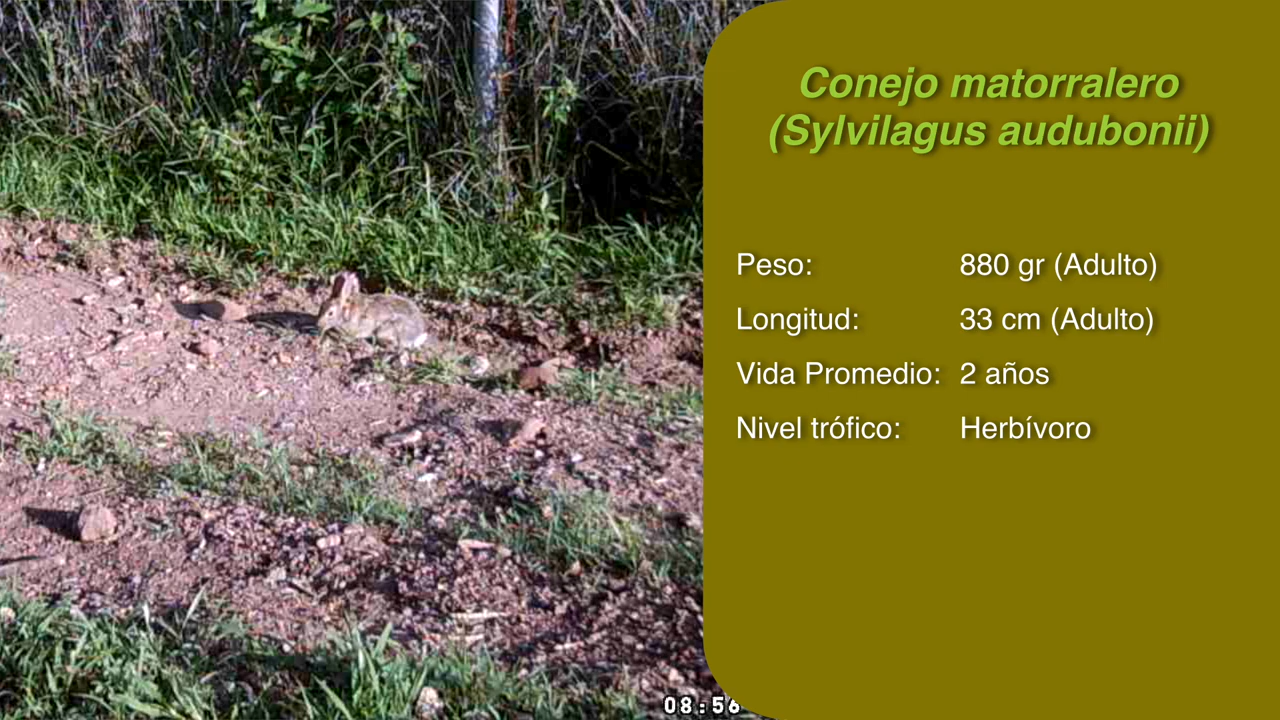 Conejo matorralero
(Sylvilagus audubonii)
Peso: 880 gr (Adulto)
Longitud: 33 cm (Adulto)
Vida Promedio: 2 años
Nivel trófico: Herbívoro
08:56